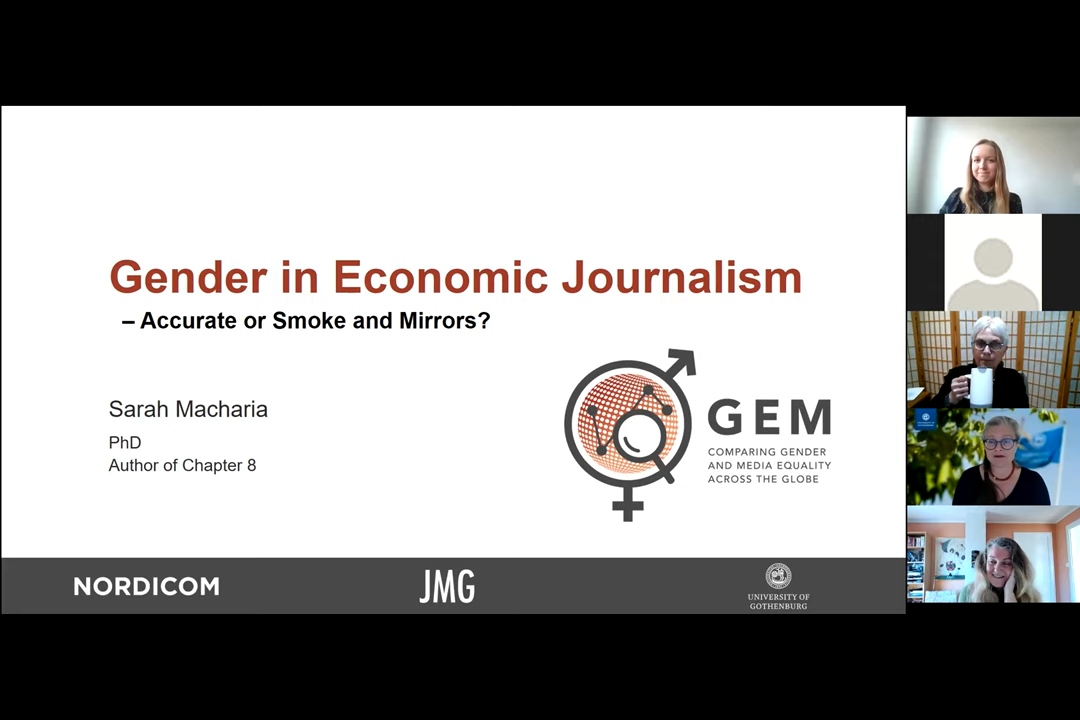 Gender in Economic Journalism
– Accurate or Smoke and Mirrors?
Sarah Macharia
PhD
Author of Chapter 8
GEM
COMPARING GENDER
AND MEDIA EQUALITY
ACROSS THE GLOBE
NORDICOM
JMG
UNIVERSITY OF
GOTHENBURG